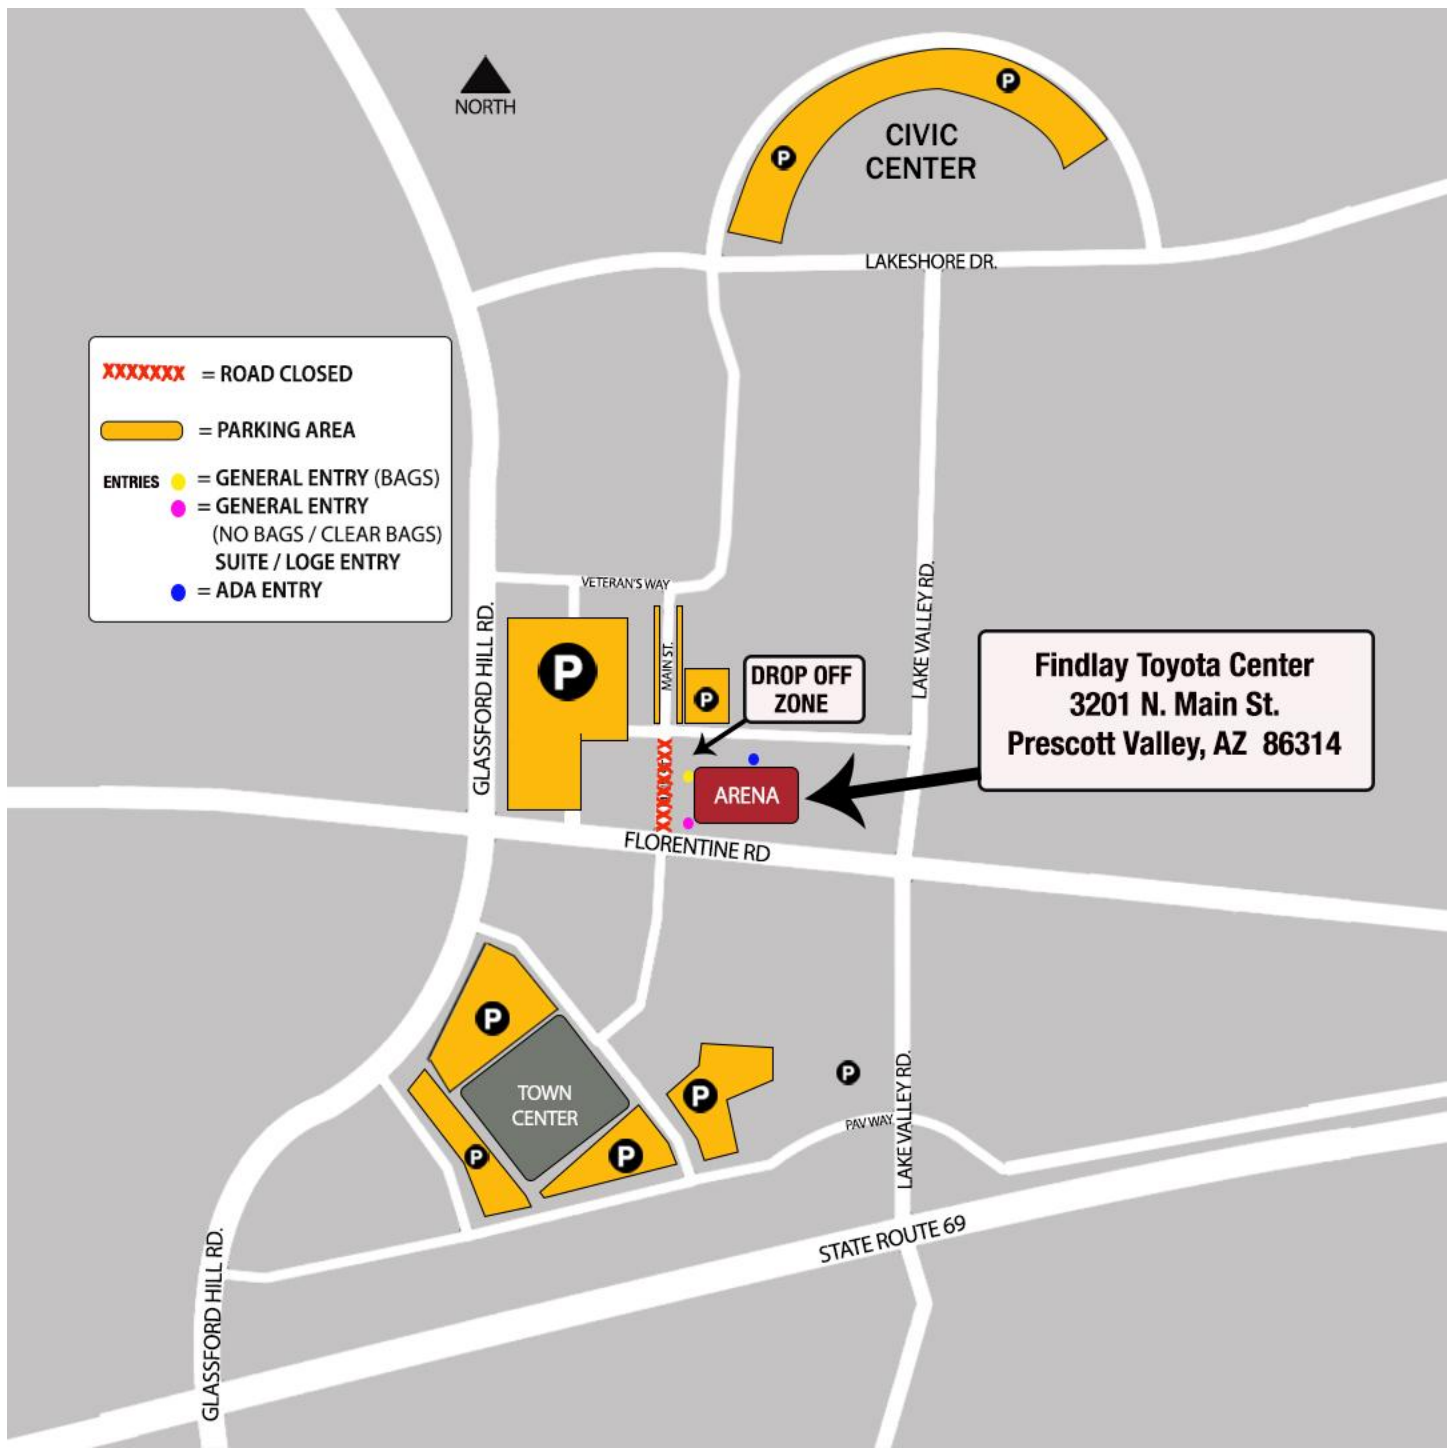 NORTH
CIVIC
CENTER
P
P
LAKESHORE DR.
XXXXXXX = ROAD CLOSED
= PARKING AREA
ENTRIES = GENERAL ENTRY (BAGS)
= GENERAL ENTRY
(NO BAGS / CLEAR BAGS)
SUITE / LOGE ENTRY
= ADA ENTRY
VETERAN'S WAY
GLASSFORD HILL RD.
P
MAIN ST.
P
DROP OFF
ZONE
LAKE VALLEY RD.
Findlay Toyota Center
3201 N. Main St.
Prescott Valley, AZ 86314
ARENA
FLORENTINE RD
P
TOWN
CENTER
P
P
P
P
PAV WAY
LAKE VALLEY RD.
STATE ROUTE 69
GLASSFORD HILL RD.